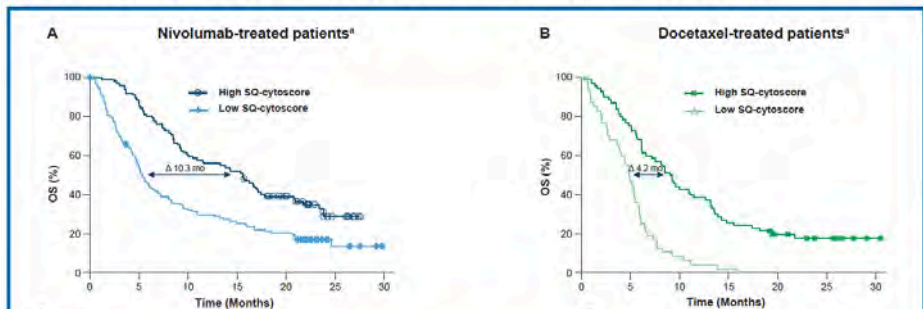 A
Nivolumab-treated patientsᵃ
100
80
60
40
20
0
OS (%)
High SQ-cytoscore
Low SQ-cytoscore
Δ 10.3 mo
0 5 10 15 20 25 30
Time (Months)
B
Docetaxel-treated patientsᵃ
100
80
60
40
20
0
OS (%)
High SQ-cytoscore
Low SQ-cytoscore
Δ 4.2 mo
0 5 10 15 20 25 30
Time (Months)